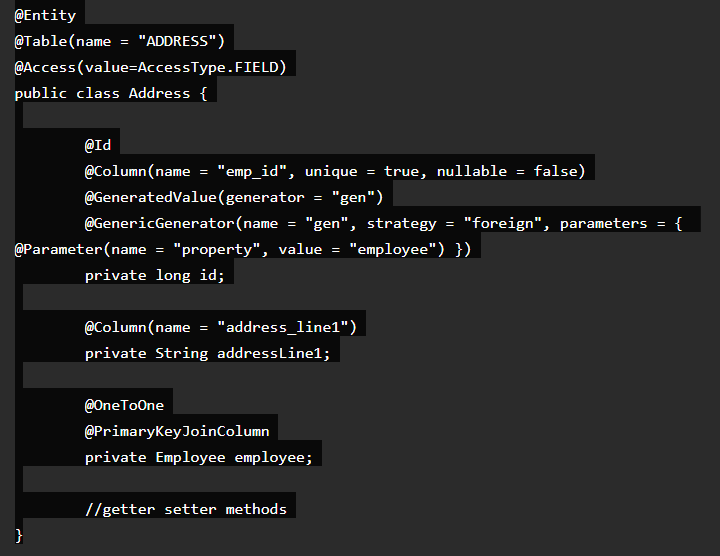 @Entity
@Table(name = "ADDRESS")
@Access(value=AccessType.FIELD)
public class Address {
@Id
@Column(name = "emp_id", unique = true, nullable = false)
@GeneratedValue(generator = "gen")
@GenericGenerator(name = "gen", strategy = "foreign", parameters = {
@Parameter(name = "property", value = "employee") })
private long id;
@Column(name = "address_line1")
private String addressLine1;
@OneToOne
@PrimaryKeyJoinColumn
private Employee employee;
//getter setter methods
}